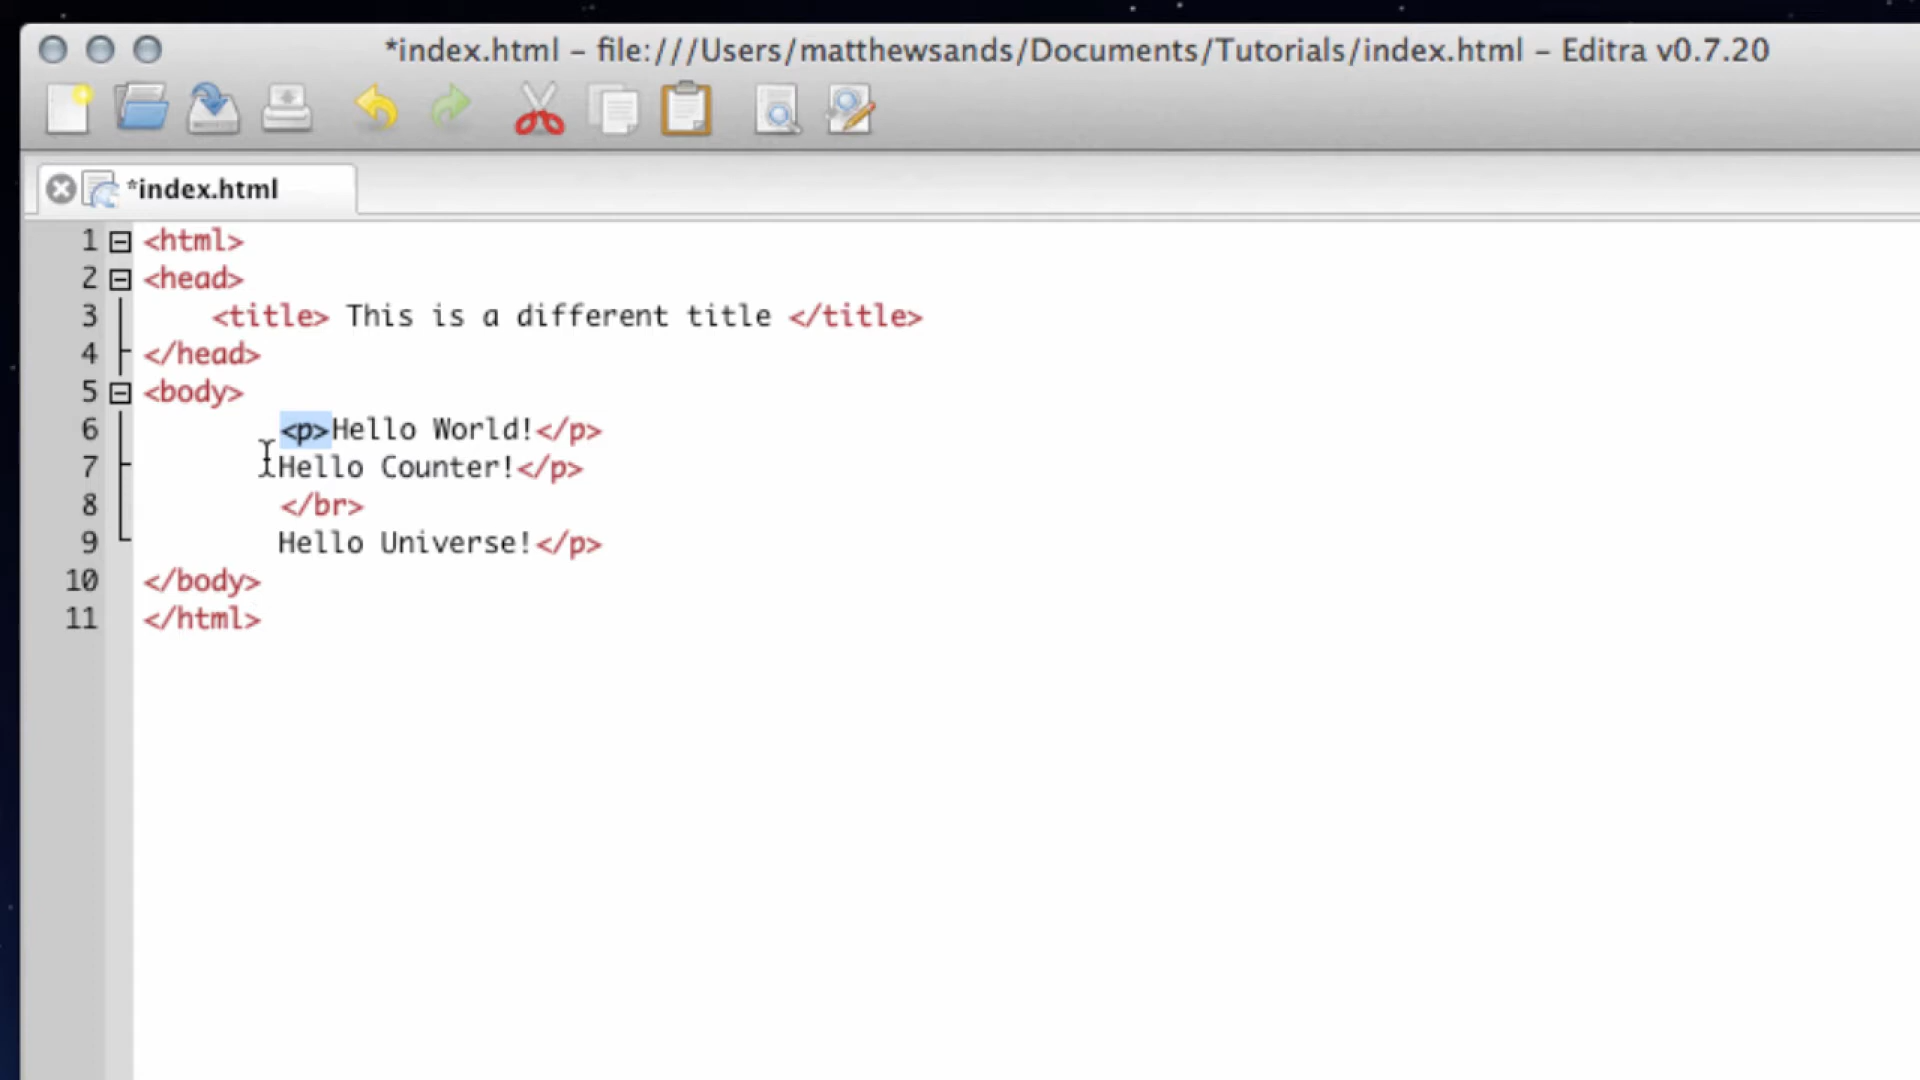 *index.html – file:///Users/matthewsands/Documents/Tutorials/index.html – Editra v0.7.20
*index.html
1 <html>
2 <head>
3 <title> This is a different title </title>
4 </head>
5 <body>
6 <p>Hello World!</p>
7 Hello Counter!</p>
8 </br>
9 Hello Universe!</p>
10 </body>
11 </html>